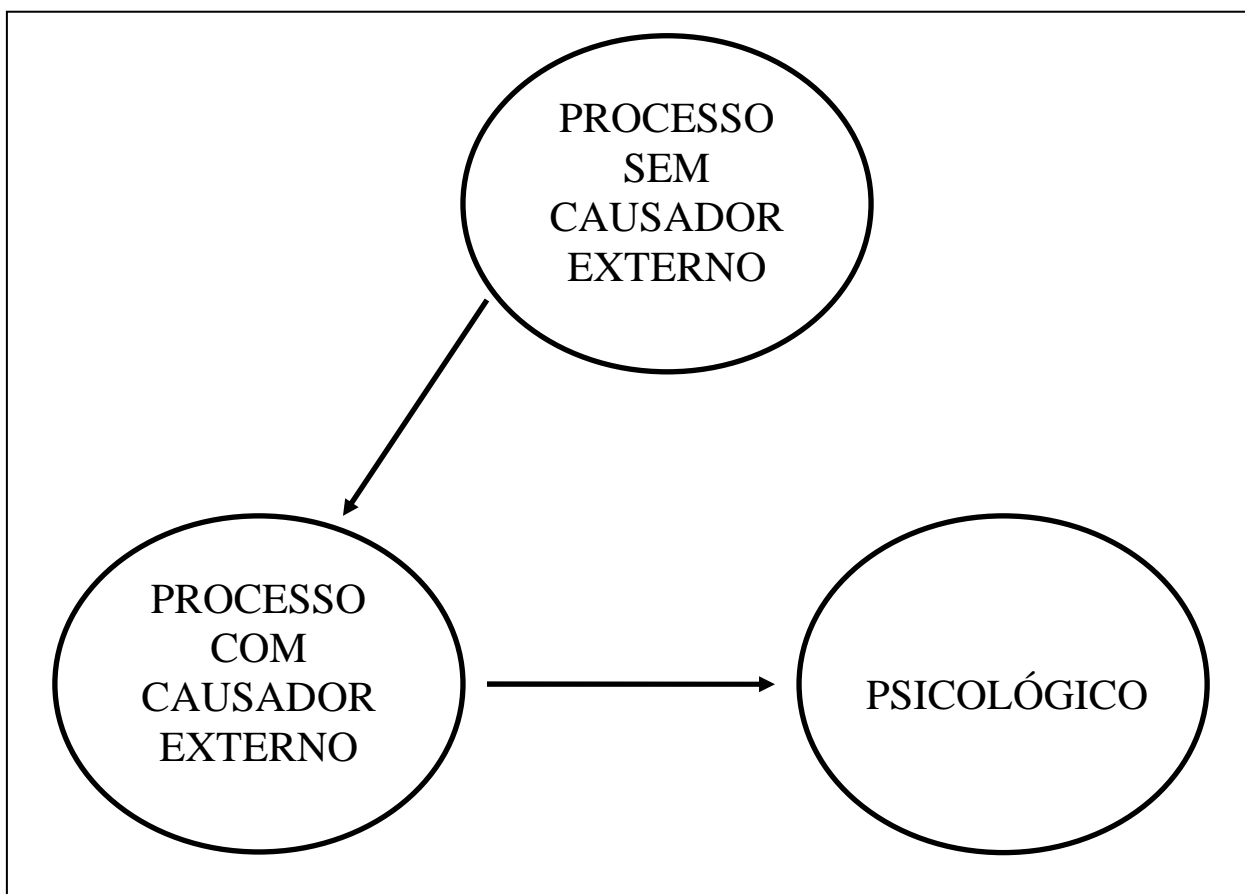 PROCESSO
SEM
CAUSADOR
EXTERNO
PROCESSO
COM
CAUSADOR
EXTERNO
PSICOLÓGICO